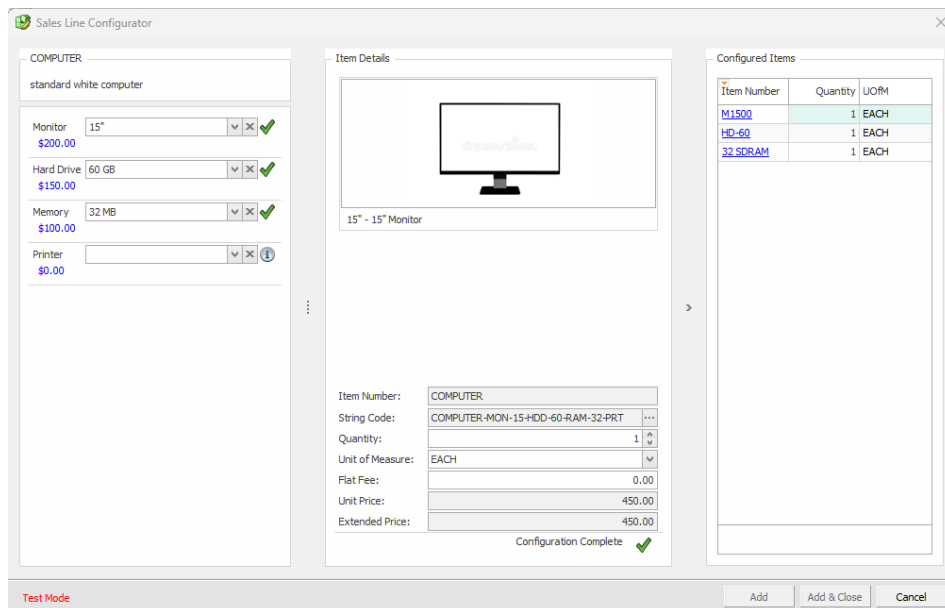 Sales Line Configurator
COMPUTER
standard white computer
Monitor 15"
$200.00
Hard Drive 60 GB
$150.00
Memory 32 MB
$100.00
Printer
$0.00
Item Details
dreamstime.
15" - 15" Monitor
Item Number: COMPUTER
String Code: COMPUTER-MON-15-HDD-60-RAM-32-PRT
Quantity: 1
Unit of Measure: EACH
Flat Fee: 0.00
Unit Price: 450.00
Extended Price: 450.00
Configuration Complete
Configured Items
Item Number Quantity UOfM
M1500 1 EACH
HD-60 1 EACH
32 SDRAM 1 EACH
Test Mode
Add Add & Close Cancel